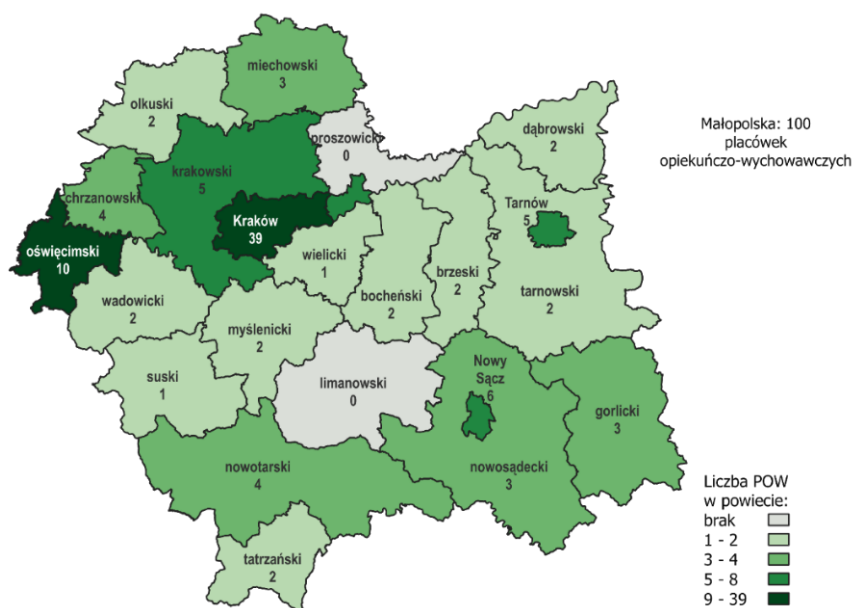 miechowski
3
olkuski
2
proszowicki
0
dąbrowski
2
Małopolska: 100
placówek
opiekuńczo-wychowawczych
krakowski
5
chrzanowski
4
Kraków
39
Tarnów
5
oświęcimski
10
wielicki
1
bocheński
2
brzeski
2
tarnowski
2
wadowicki
2
myślenicki
2
suski
1
limanowski
0
Nowy
Sącz
6
gorlicki
3
nowotarski
4
nowosądecki
3
tatrzański
2
Liczba POW
w powiecie:
brak
1 - 2
3 - 4
5 - 8
9 - 39